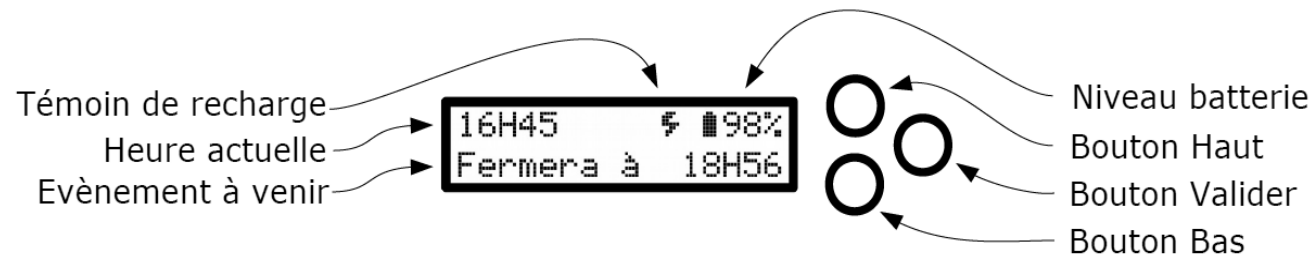 Témoin de recharge
Heure actuelle
Evènement à venir
16H45 98%
Fermera à 18H56
Niveau batterie
Bouton Haut
Bouton Valider
Bouton Bas